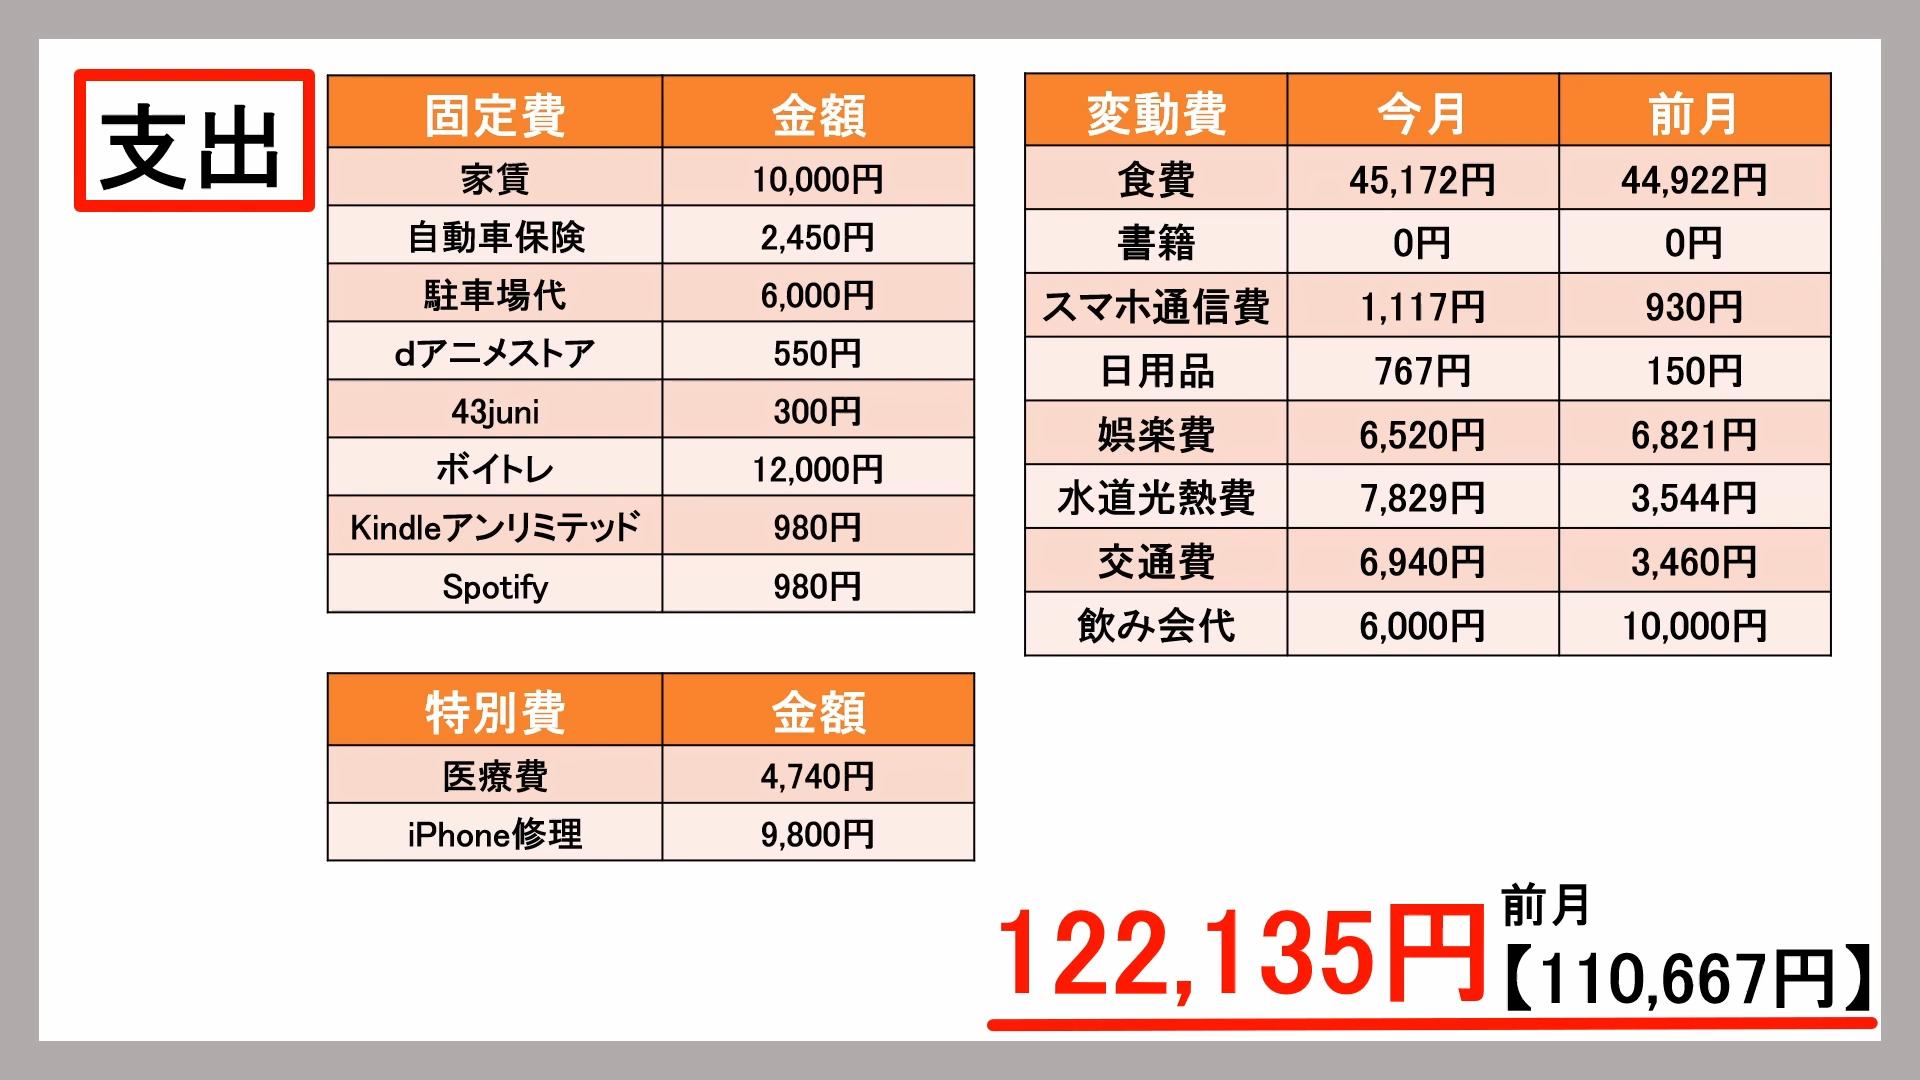 支出
固定費 金額
家賃 10,000円
自動車保険 2,450円
駐車場代 6,000円
dアニメストア 550円
43juni 300円
ボイトレ 12,000円
Kindleアンリミテッド 980円
Spotify 980円
特別費 金額
医療費 4,740円
iPhone修理 9,800円
変動費 今月 前月
食費 45,172円 44,922円
書籍 0円 0円
スマホ通信費 1,117円 930円
日用品 767円 150円
娯楽費 6,520円 6,821円
水道光熱費 7,829円 3,544円
交通費 6,940円 3,460円
飲み会代 6,000円 10,000円
122,135円
前月
【110,667円】